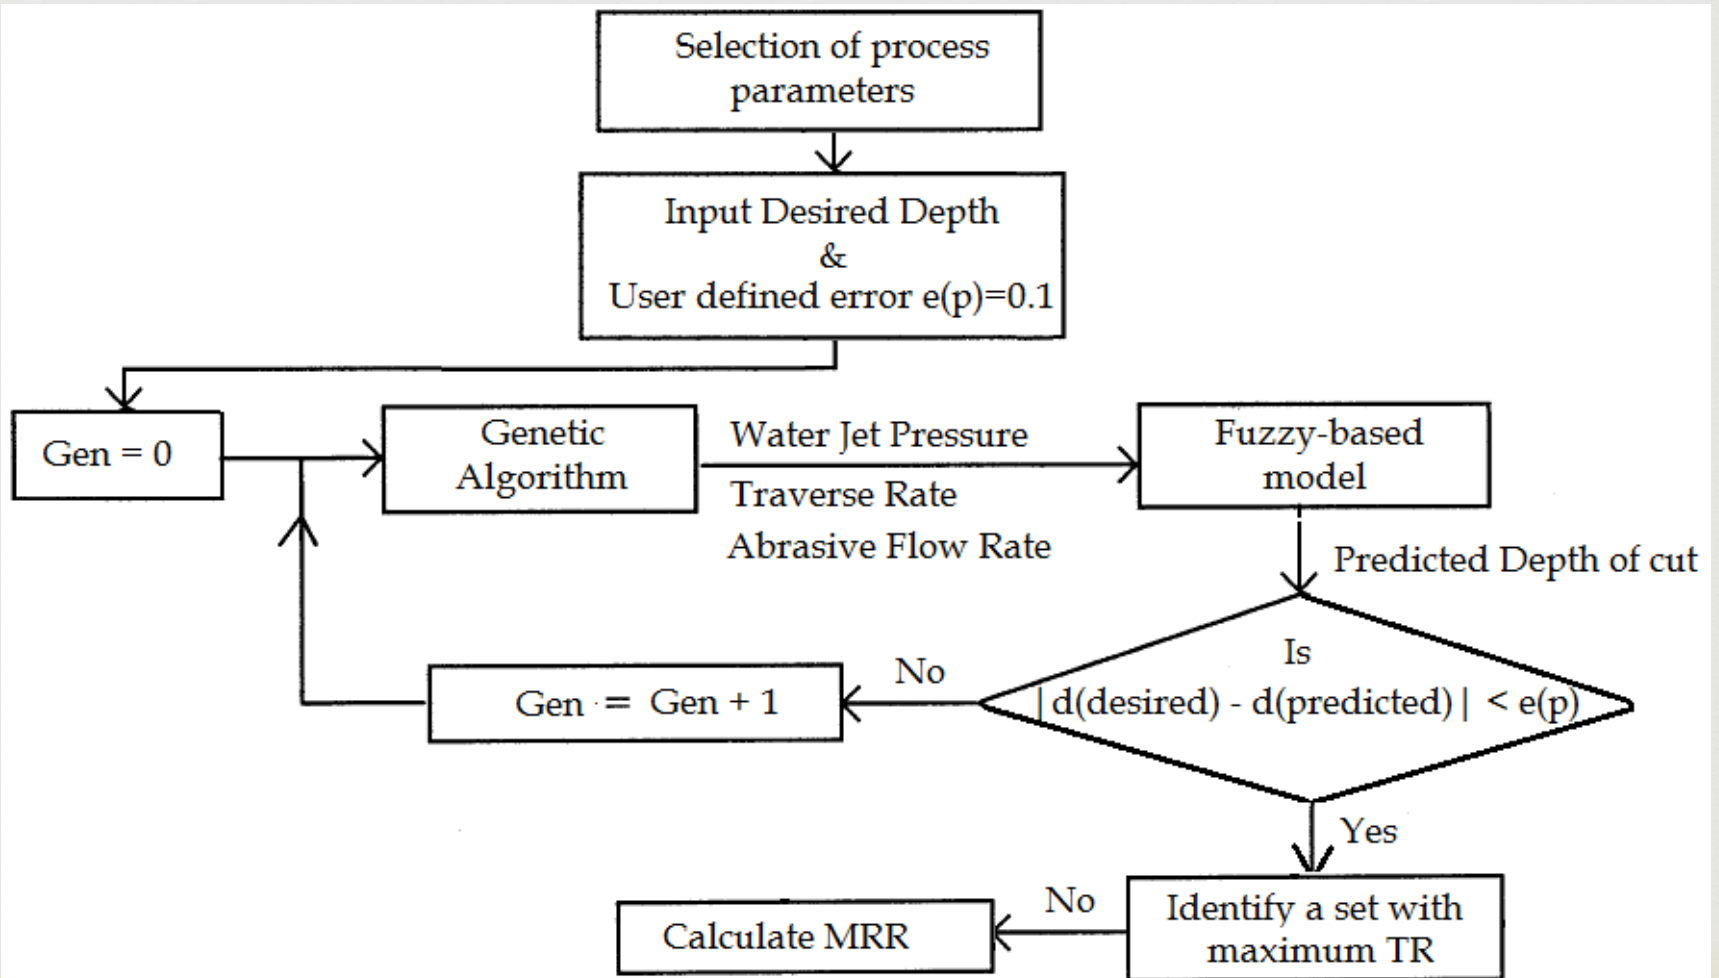 Selection of process
parameters
Input Desired Depth
&
User defined error e(p)=0.1
Gen = 0
Genetic
Algorithm
Water Jet Pressure
Traverse Rate
Abrasive Flow Rate
Fuzzy-based
model
Predicted Depth of cut
Is
|d(desired) - d(predicted)| < e(p)
No
Gen = Gen + 1
Yes
Identify a set with
maximum TR
No
Calculate MRR